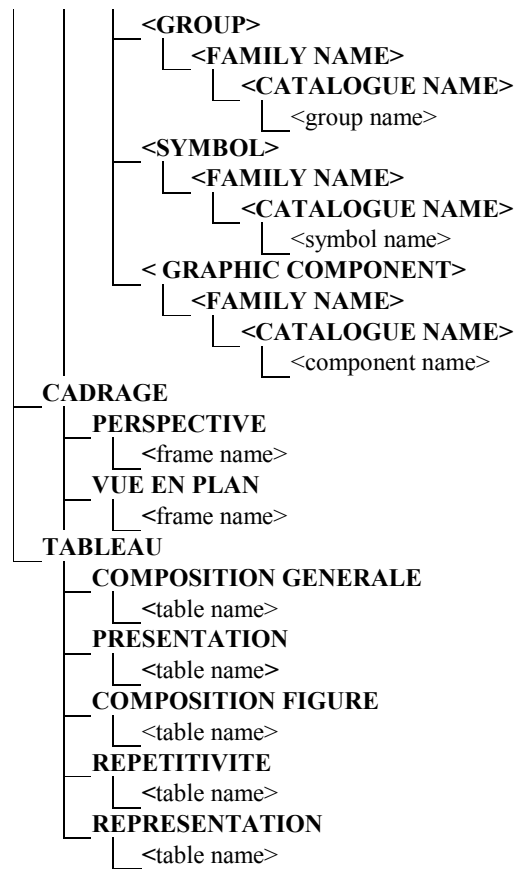 <GROUP>
<FAMILY NAME>
<CATALOGUE NAME>
<group name>
<SYMBOL>
<FAMILY NAME>
<CATALOGUE NAME>
<symbol name>
< GRAPHIC COMPONENT>
<FAMILY NAME>
<CATALOGUE NAME>
<component name>
CADRAGE
PERSPECTIVE
<frame name>
VUE EN PLAN
<frame name>
TABLEAU
COMPOSITION GENERALE
<table name>
PRESENTATION
<table name>
COMPOSITION FIGURE
<table name>
REPETITIVITE
<table name>
REPRESENTATION
<table name>